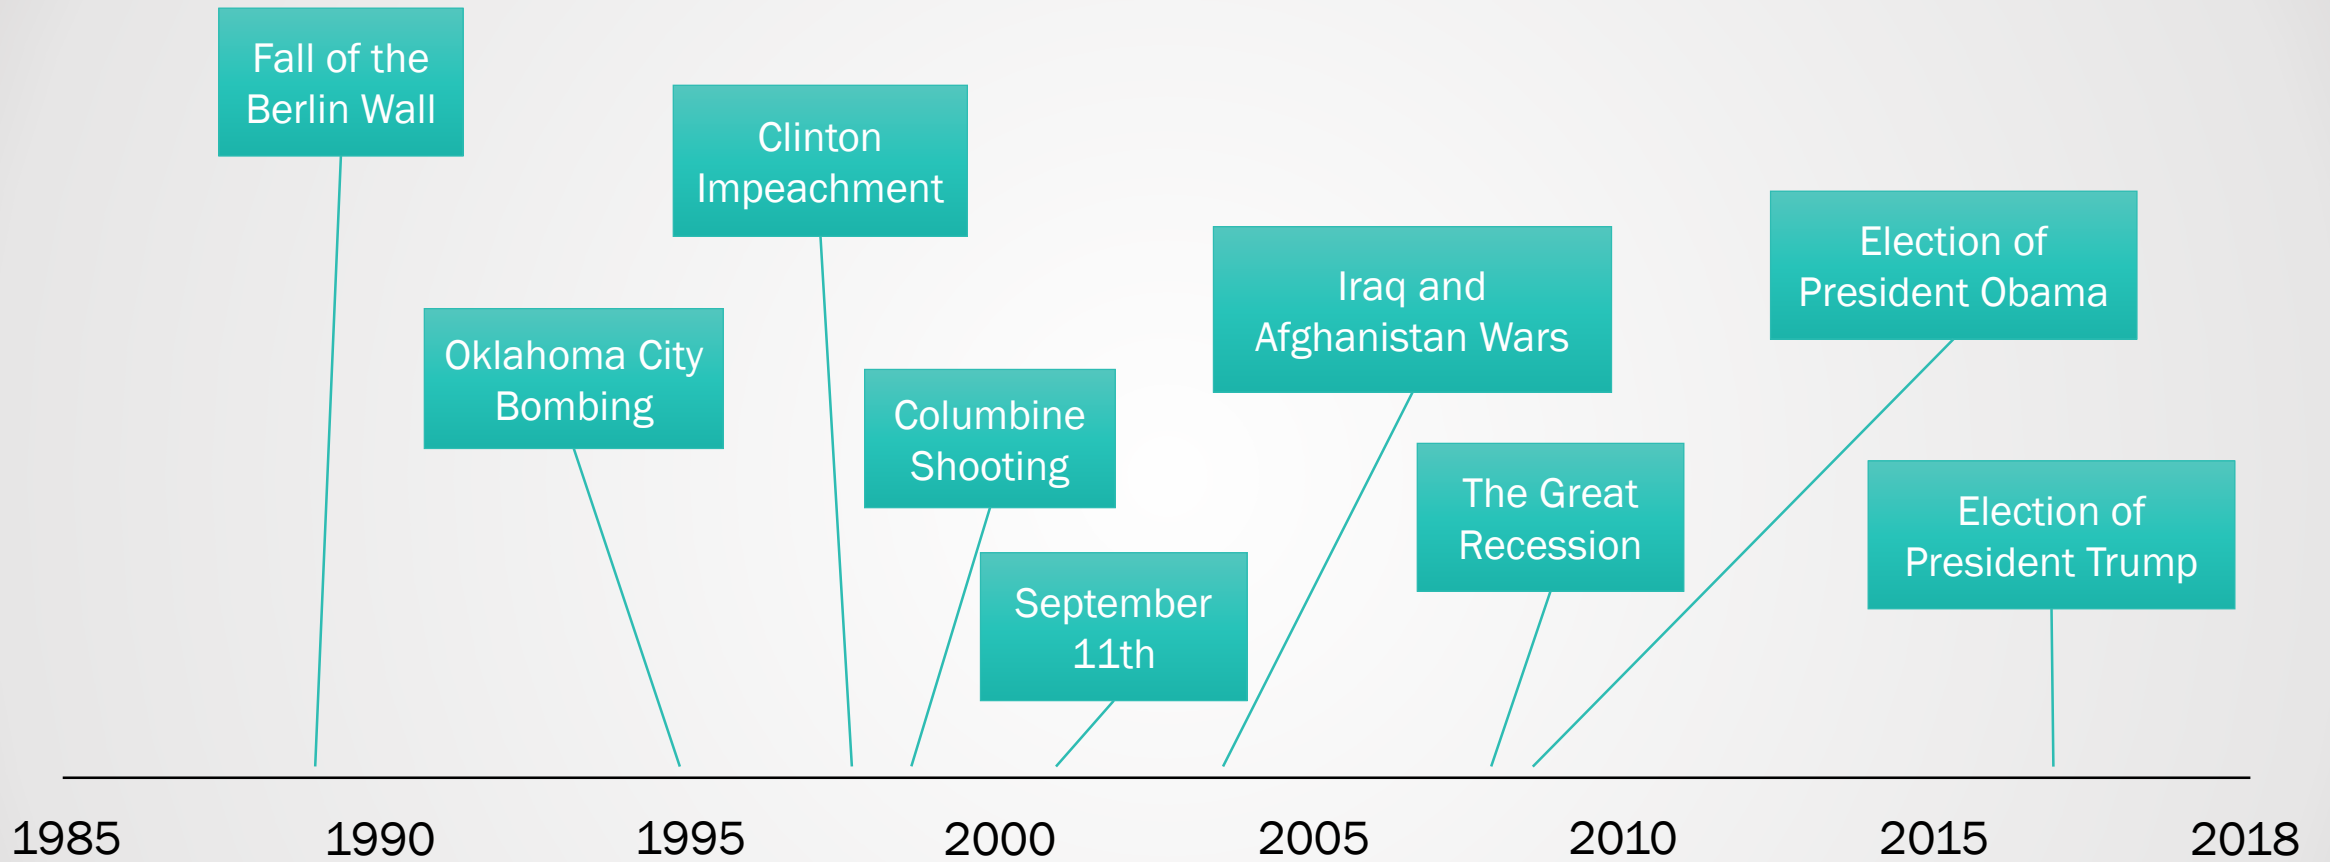 Fall of the
Berlin Wall
Clinton
Impeachment
Election of
President Obama
Iraq and
Afghanistan Wars
Oklahoma City
Bombing
Columbine
Shooting
The Great
Recession
Election of
President Trump
September
11th
1985 1990 1995 2000 2005 2010 2015 2018